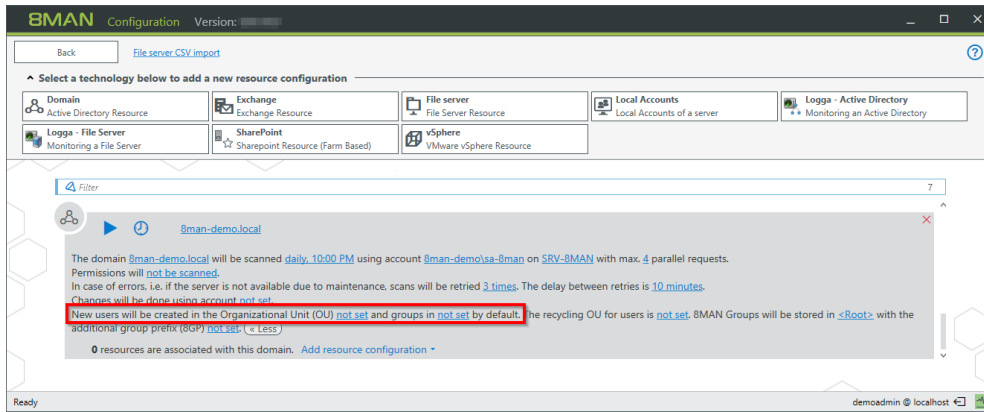 8MAN Configuration Version:
Back File server CSV import
Select a technology below to add a new resource configuration
Domain Exchange File server Local Accounts Logga - Active Directory
Active Directory Resource Exchange Resource File Server Resource Local Accounts of a server Monitoring an Active Directory
Logga - File Server SharePoint vSphere
Monitoring a File Server Sharepoint Resource (Farm Based) VMware vSphere Resource
Filter 7
8man-demo.local
The domain 8man-demo.local will be scanned daily, 10:00 PM using account 8man-demo\sa-8man on SRV-8MAN with max. 4 parallel requests.
Permissions will not be scanned.
In case of errors, i.e. if the server is not available due to maintenance, scans will be retried 3 times. The delay between retries is 10 minutes.
Changes will be done using account not set.
New users will be created in the Organizational Unit (OU) not set and groups in not set by default. The recycling OU for users is not set. 8MAN Groups will be stored in <Root> with the
additional group prefix (8GP) not set. « Less
0 resources are associated with this domain. Add resource configuration
Ready demoadmin @ localhost